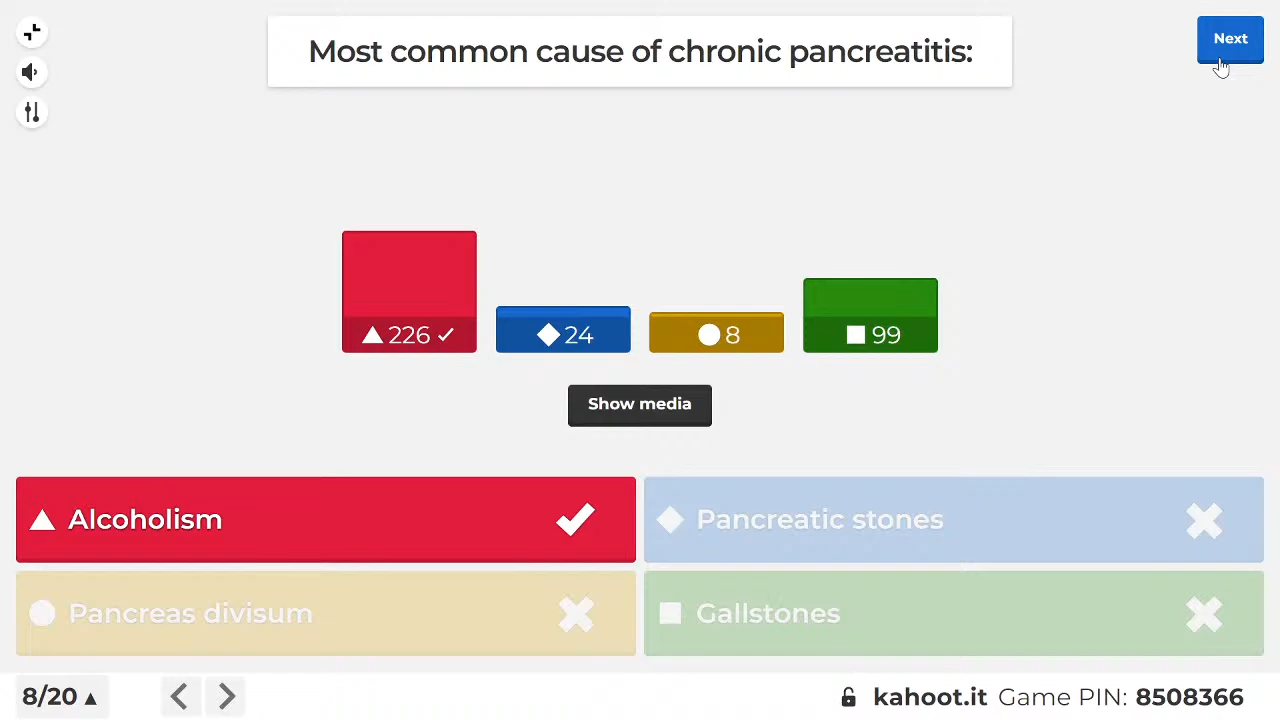 Most common cause of chronic pancreatitis:
Next
226
24
8
99
Show media
Alcoholism
Pancreatic stones
Pancreas divisum
Gallstones
8/20
kahoot.it Game PIN: 8508366